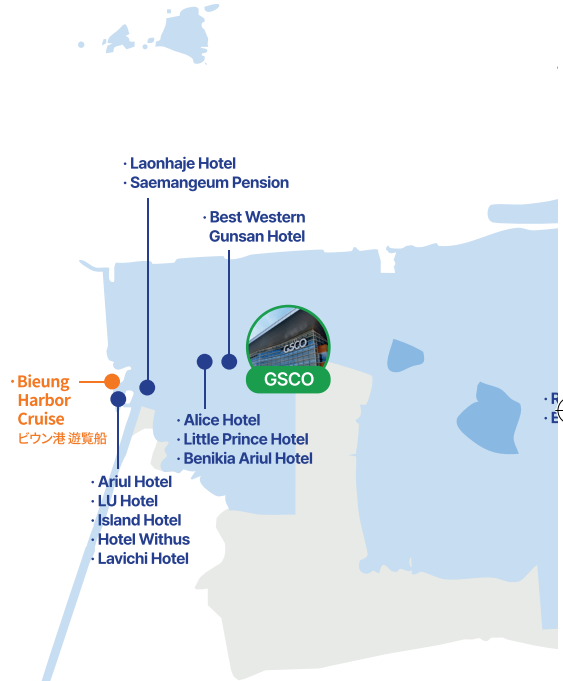 · Laonhaje Hotel
· Saemangeum Pension
· Best Western
Gunsan Hotel
GSCO
GSCO
· Bieung
Harbor
Cruise
ビウン港 遊覧船
· Alice Hotel
· Little Prince Hotel
· Benikia Ariul Hotel
· Ariul Hotel
· LU Hotel
· Island Hotel
· Hotel Withus
· Lavichi Hotel